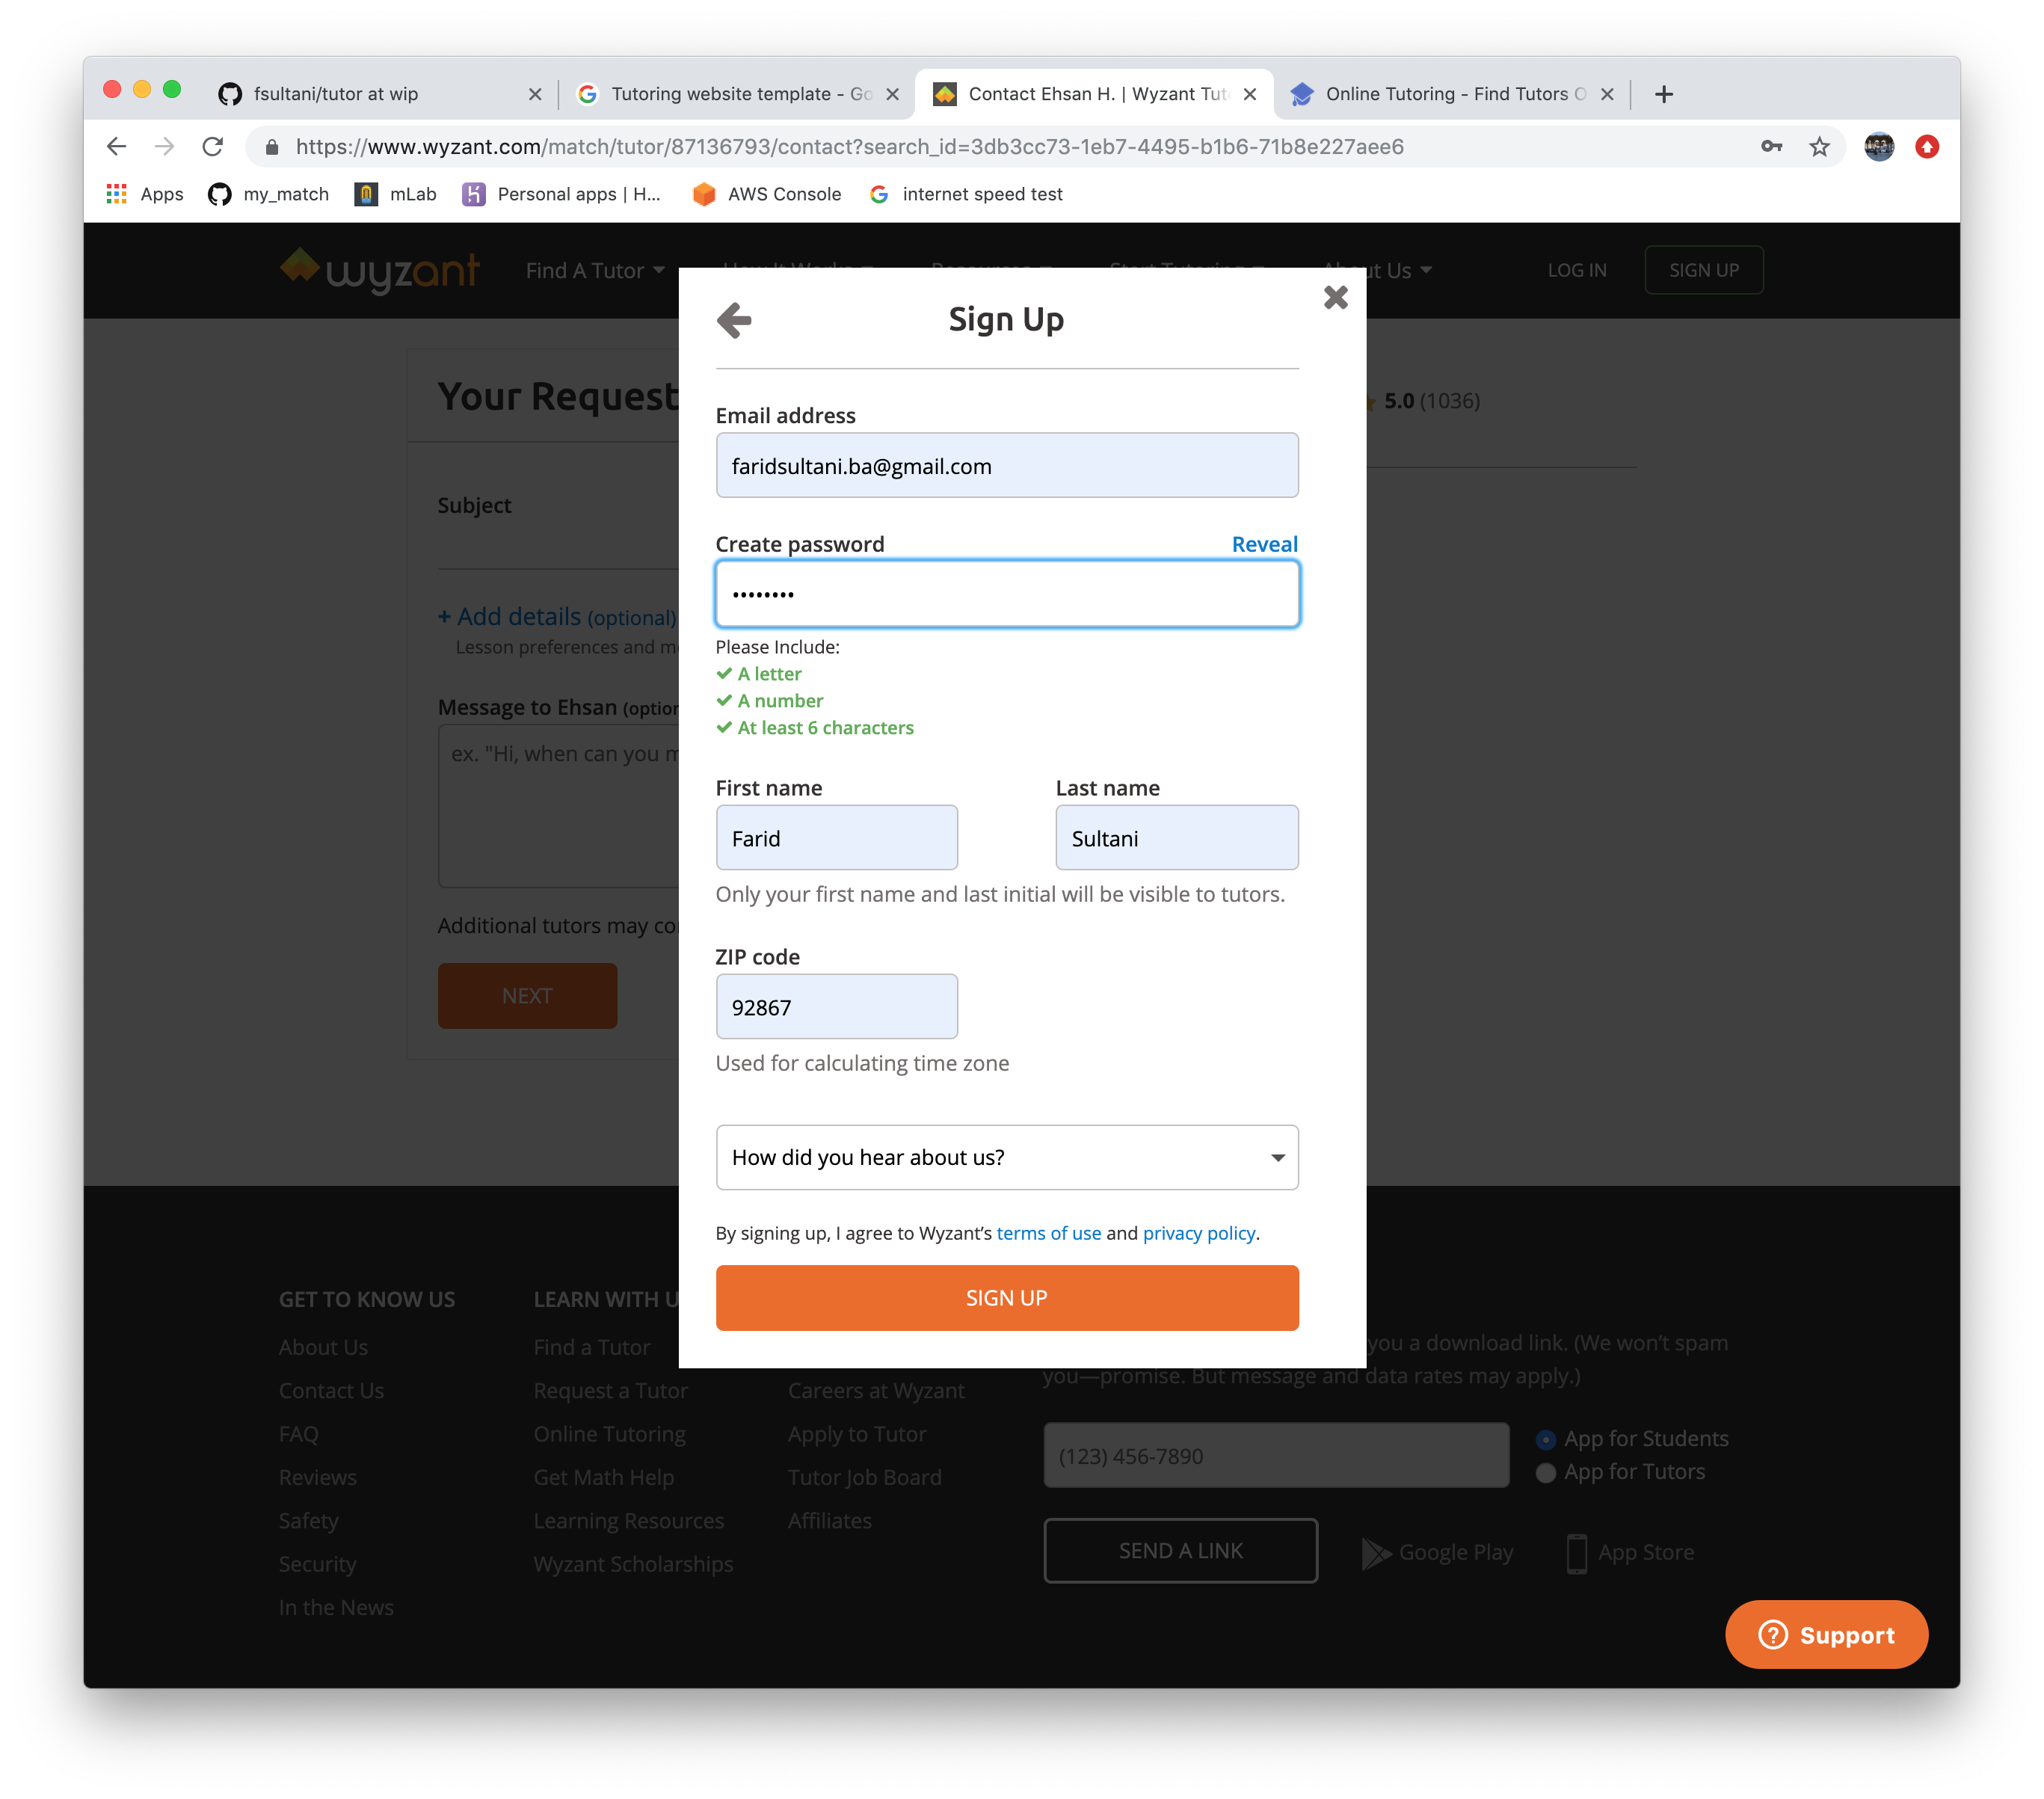 fsultani/tutor at wip
Tutoring website template - Go
Contact Ehsan H. | Wyzant Tut
Online Tutoring - Find Tutors O
https://www.wyzant.com/match/tutor/87136793/contact?search_id=3db3cc73-1eb7-4495-b1b6-71b8e227aee6
Apps my_match mLab Personal apps | H... AWS Console internet speed test
wyzant Find A Tutor How It Works Resources Start Tutoring About Us LOG IN SIGN UP
Sign Up
Your Request
5.0 (1036)
Email address
faridsultani.ba@gmail.com
Subject
Create password Reveal
••••••••
+ Add details (optional)
Lesson preferences and m
Please Include:
A letter
A number
At least 6 characters
Message to Ehsan (option
ex. "Hi, when can you m
First name Last name
Farid Sultani
Only your first name and last initial will be visible to tutors.
Additional tutors may co
NEXT
ZIP code
92867
Used for calculating time zone
How did you hear about us?
By signing up, I agree to Wyzant's terms of use and privacy policy.
SIGN UP
GET TO KNOW US
About Us
Contact Us
FAQ
Reviews
Safety
Security
In the News
LEARN WITH U
Find a Tutor
Request a Tutor
Online Tutoring
Get Math Help
Learning Resources
Wyzant Scholarships
Careers at Wyzant
Apply to Tutor
Tutor Job Board
Affiliates
you a download link. (We won't spam
you—promise. But message and data rates may apply.)
(123) 456-7890
App for Students
App for Tutors
SEND A LINK
Google Play
App Store
Support